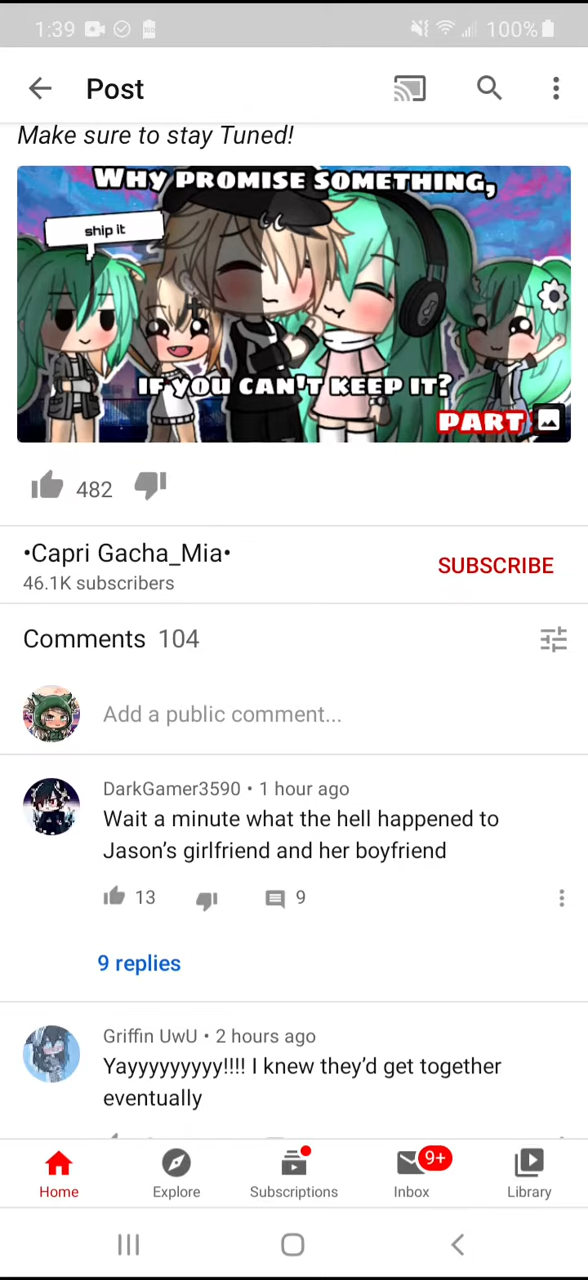 1:39
100%
Post
Make sure to stay Tuned!
WHY PROMISE SOMETHING,
ship it
IF YOU CAN'T KEEP IT?
PART
482
•Capri Gacha_Mia•
SUBSCRIBE
46.1K subscribers
Comments 104
Add a public comment...
DarkGamer3590 • 1 hour ago
Wait a minute what the hell happened to
Jason's girlfriend and her boyfriend
13
9
9 replies
Griffin UwU • 2 hours ago
Yayyyyyyyyy!!!! I knew they'd get together
eventually
9+
Home
Explore
Subscriptions
Inbox
Library